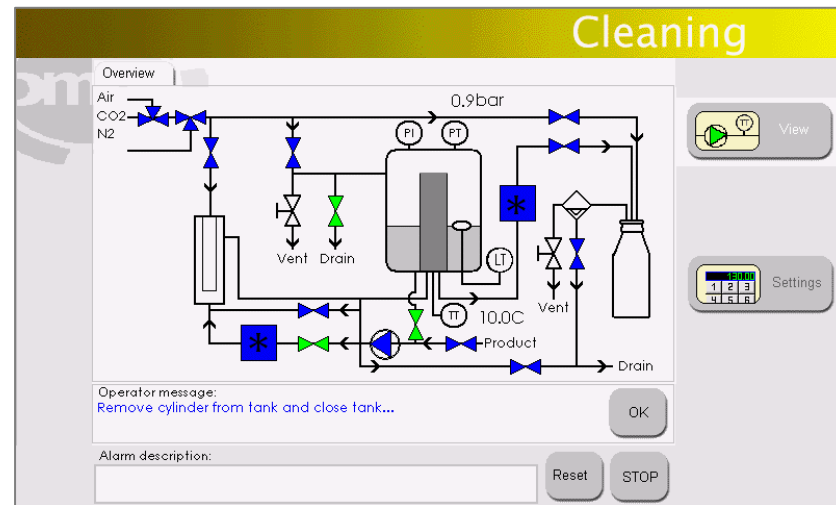 Cleaning
Overview
Air
CO2
N2
0.9bar
PI
PT
View
TT
Vent
Drain
LT
Settings
130.00
1 2 3
4 5 6
TT
10.0C
Vent
Product
Drain
Operator message:
Remove cylinder from tank and close tank...
OK
Alarm description:
Reset
STOP